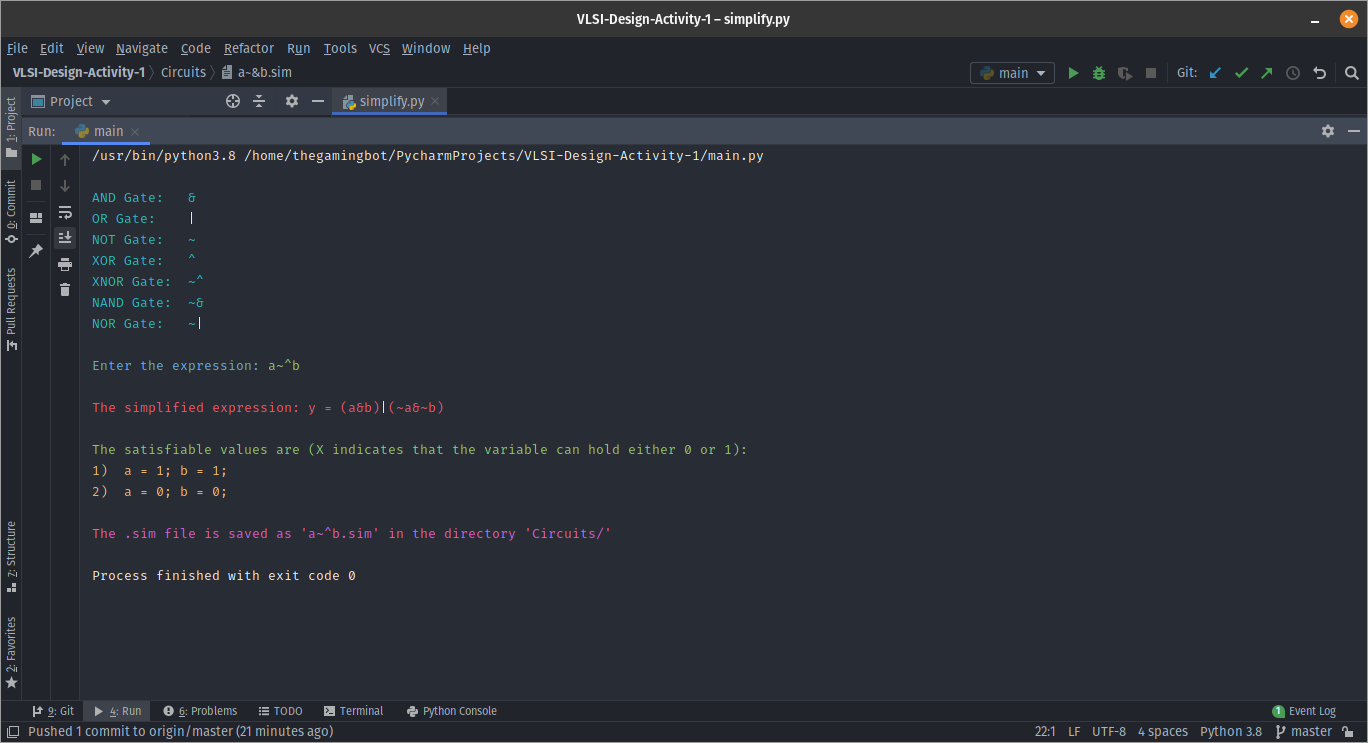 VLSI-Design-Activity-1 – simplify.py
File Edit View Navigate Code Refactor Run Tools VCS Window Help
VLSI-Design-Activity-1 Circuits a~&b.sim main Git:
Project simplify.py
Run: main
1: Project
0: Commit
Pull Requests
7: Structure
2: Favorites
/usr/bin/python3.8 /home/thegamingbot/PycharmProjects/VLSI-Design-Activity-1/main.py
AND Gate: &
OR Gate: |
NOT Gate: ~
XOR Gate: ^
XNOR Gate: ~^
NAND Gate: ~&
NOR Gate: ~|
Enter the expression: a~^b
The simplified expression: y = (a&b)|(~a&~b)
The satisfiable values are (X indicates that the variable can hold either 0 or 1):
1) a = 1; b = 1;
2) a = 0; b = 0;
The .sim file is saved as 'a~^b.sim' in the directory 'Circuits/'
Process finished with exit code 0
9: Git 4: Run 6: Problems TODO Terminal Python Console 1 Event Log
Pushed 1 commit to origin/master (21 minutes ago) 22:1 LF UTF-8 4 spaces Python 3.8 master